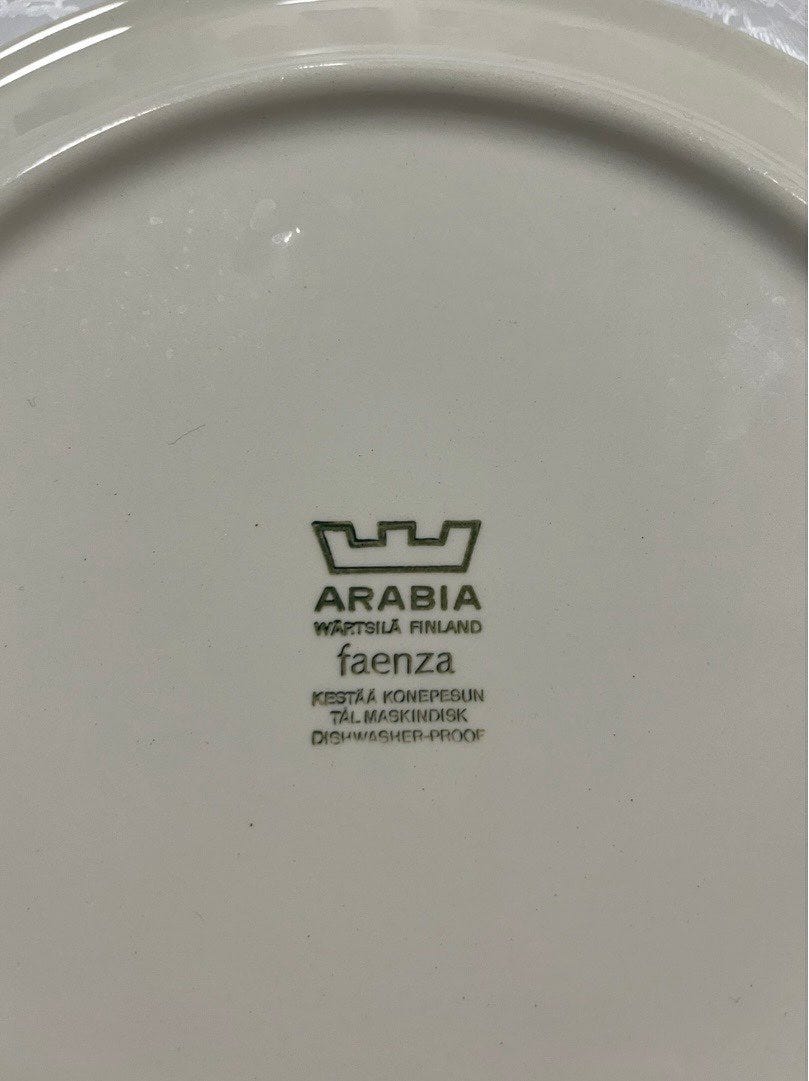 ARABIA
WÄRTSILÄ FINLAND
faenza
KESTÄÄ KONEPESUN
TÅL MASKINDISK
DISHWASHER-PROOF